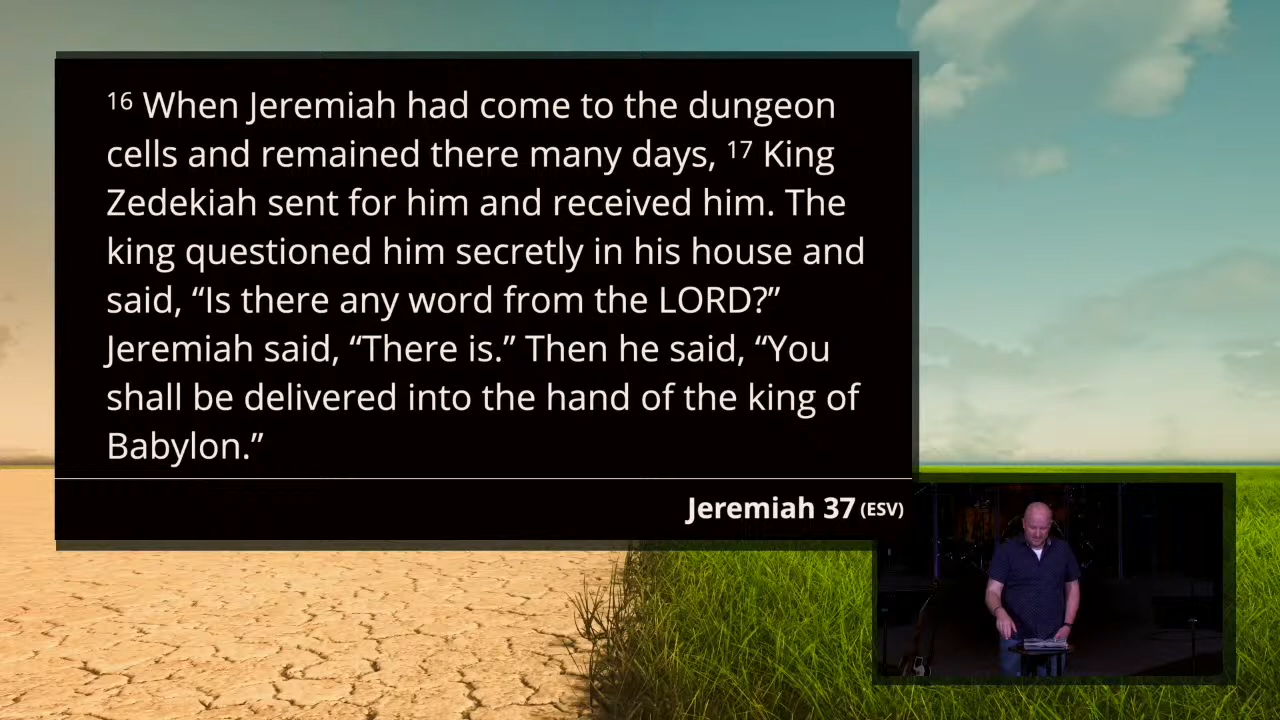 16 When Jeremiah had come to the dungeon
cells and remained there many days, 17 King
Zedekiah sent for him and received him. The
king questioned him secretly in his house and
said, “Is there any word from the LORD?”
Jeremiah said, “There is.” Then he said, “You
shall be delivered into the hand of the king of
Babylon.”
Jeremiah 37 (ESV)